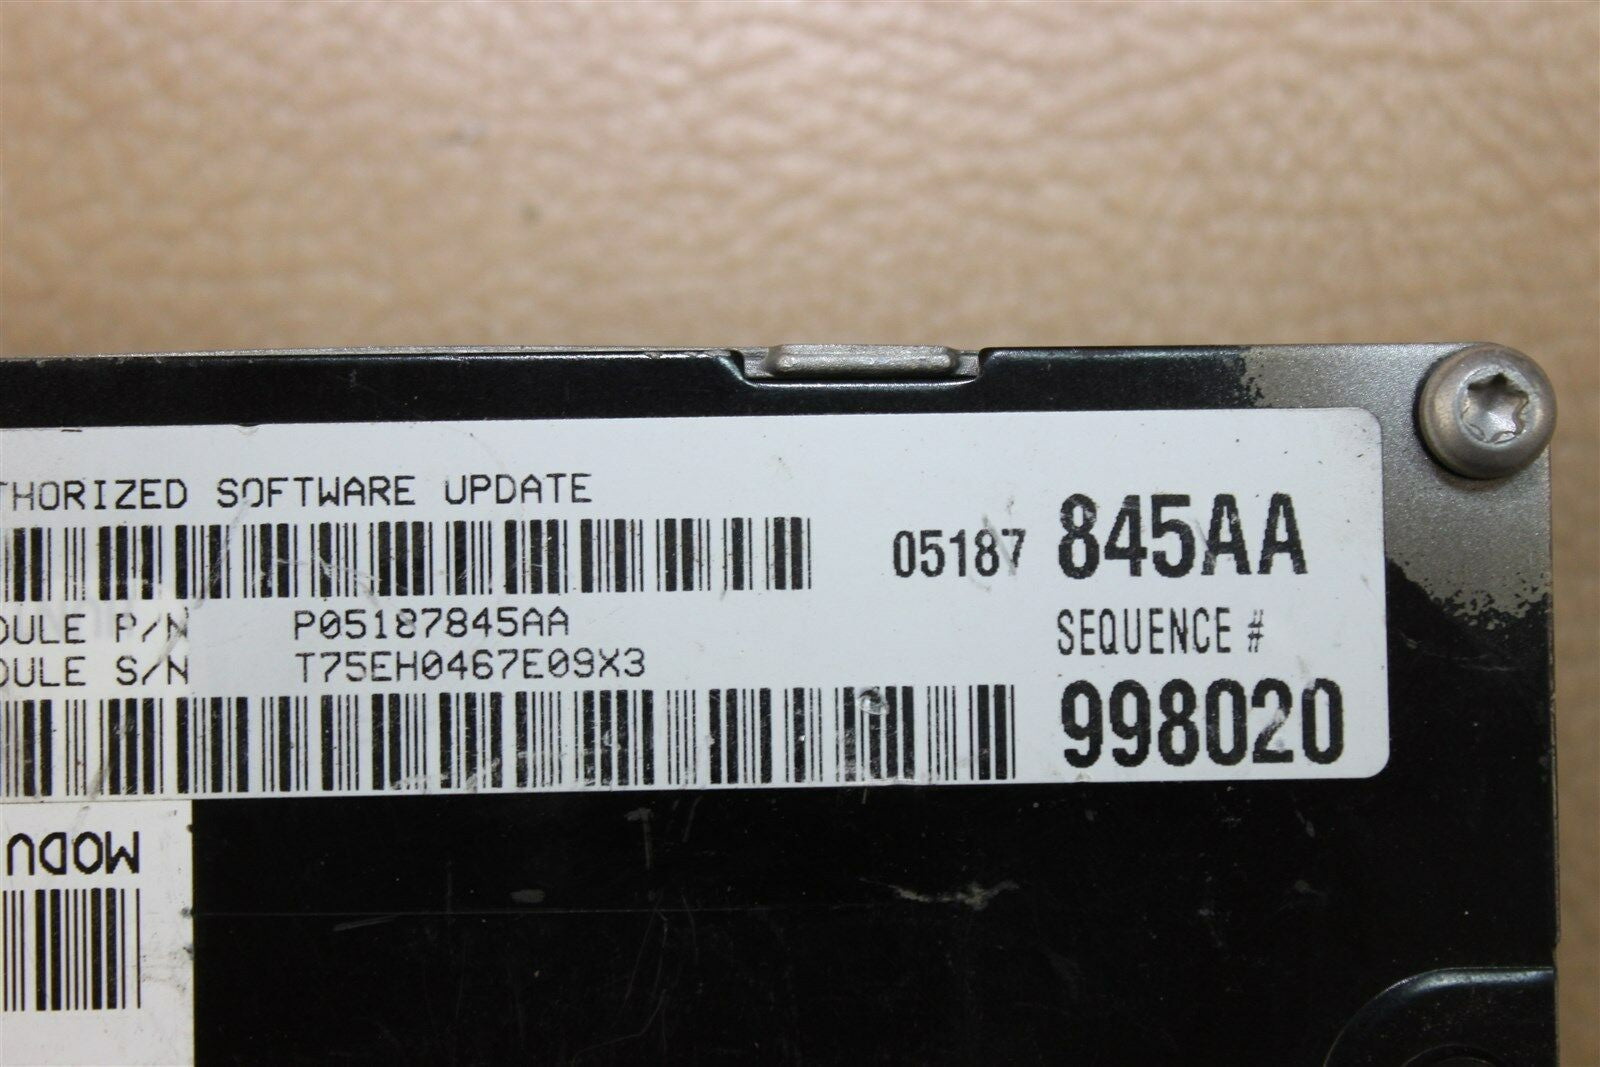 THORIZED SOFTWARE UPDATE
05187 845AA
DULE P/N P05187845AA
SEQUENCE #
DULE S/N T75EH0467E09X3
998020
MODU